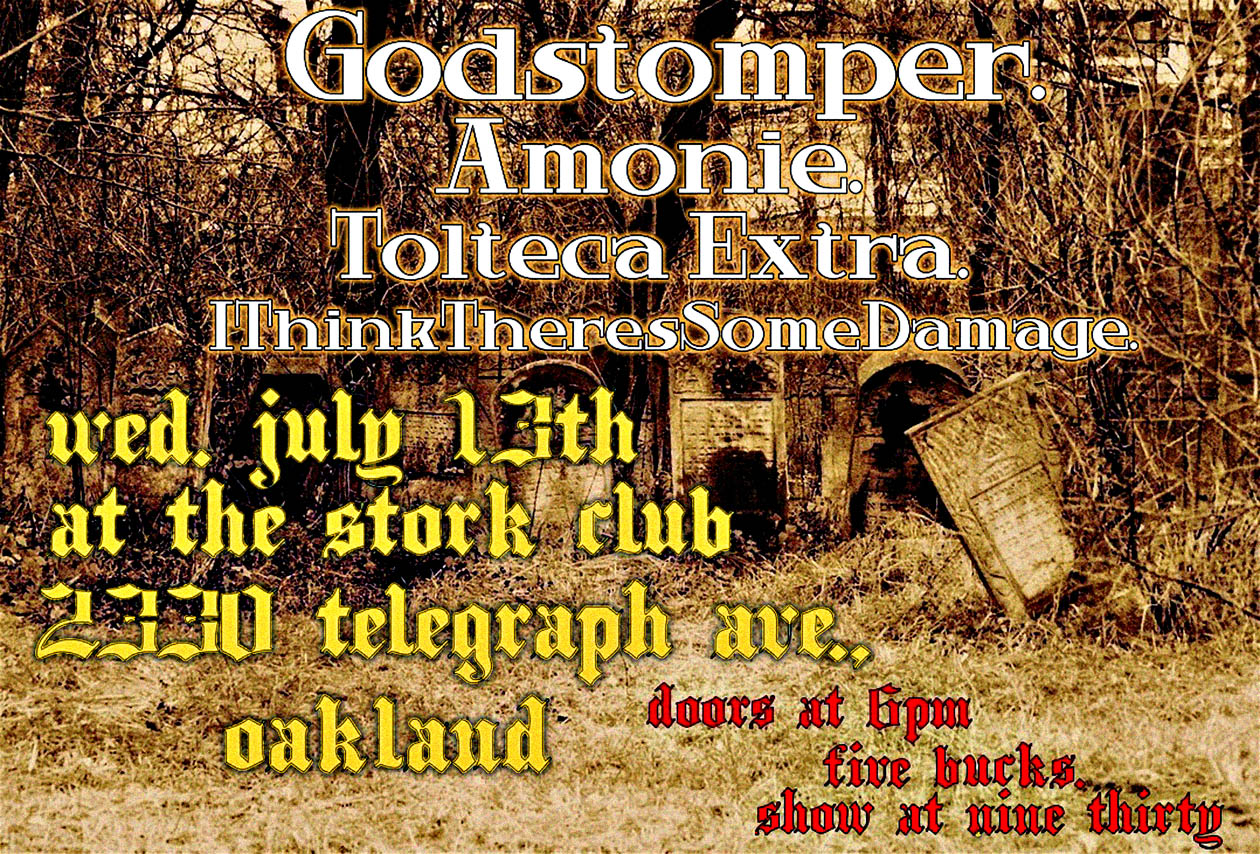 Godstomper.
Amonie.
Tolteca Extra.
IThinkTheresSomeDamage.
wed. july 13th
at the stork club
2330 telegraph ave.,
oakland
doors at 6pm
five bucks.
show at nine thirty